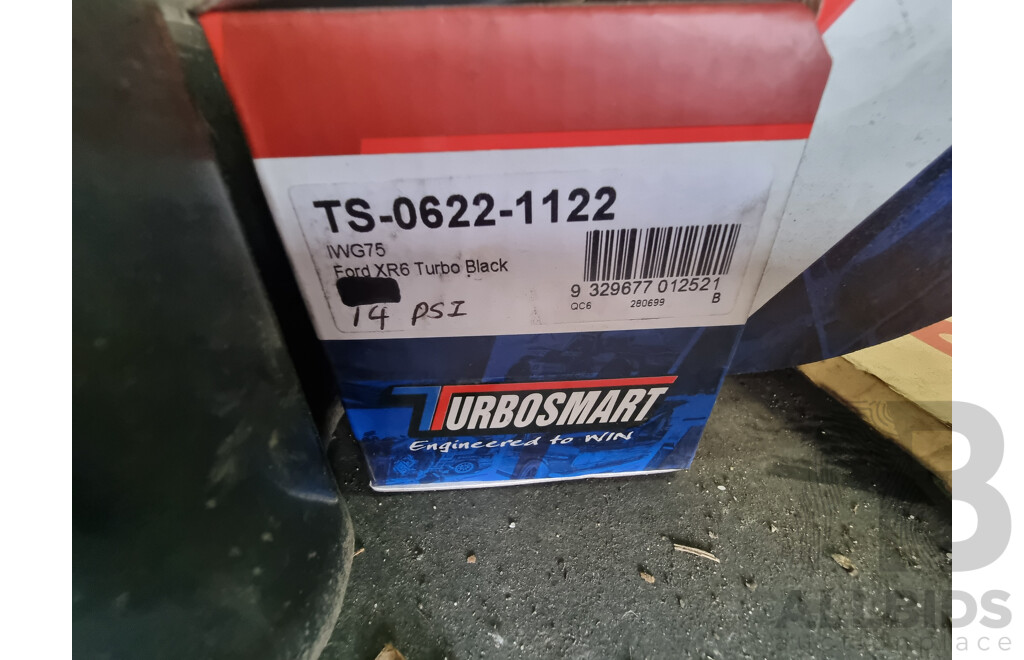 TS-0622-1122
IWG75
Ford XR6 Turbo Black
14 PSI
9 329677 012521
QC6 280699 B
TURBOSMART
Engineered to WIN
B
ALLBIDS